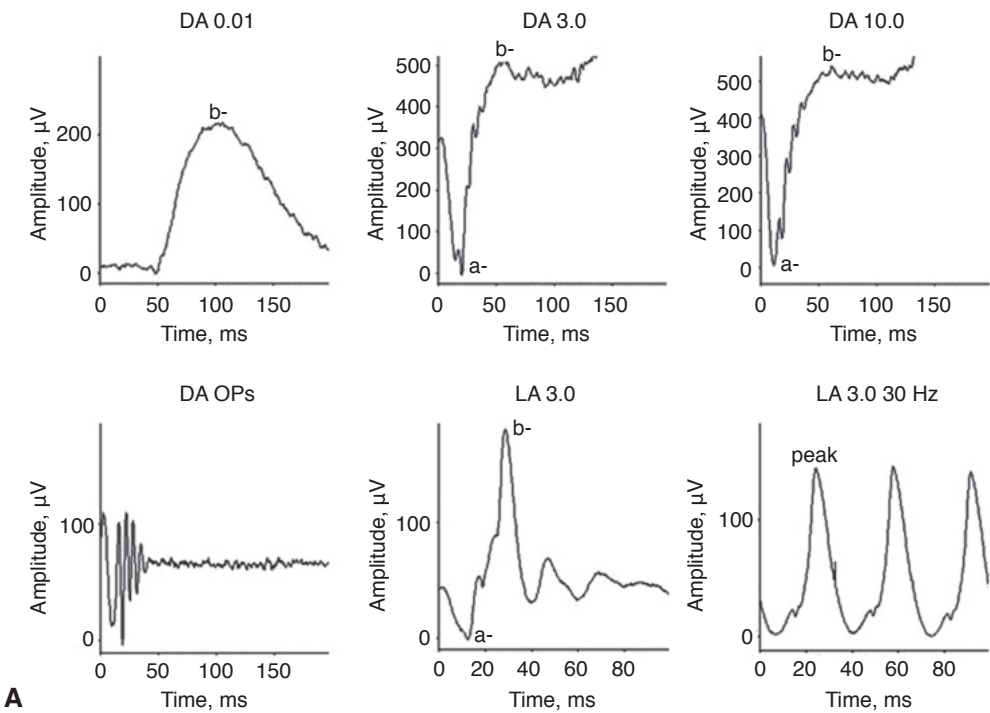 DA 0.01
DA 3.0
DA 10.0
Amplitude, µV
200
100
0
b-
0
50
100
150
Time, ms
Amplitude, µV
500
400
300
200
100
0
b-
a-
0
50
100
150
Time, ms
Amplitude, µV
500
400
300
200
100
0
b-
a-
0
50
100
150
Time, ms
DA OPs
LA 3.0
LA 3.0 30 Hz
Amplitude, µV
100
0
0
50
100
150
Time, ms
Amplitude, µV
100
0
b-
a-
0
20
40
60
80
Time, ms
Amplitude, µV
100
0
peak
0
20
40
60
80
Time, ms
A